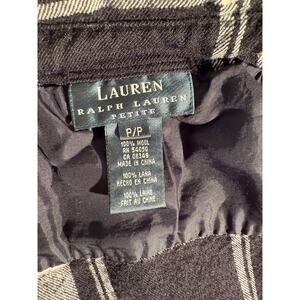 LAUREN
RALPH LAUREN
PETITE
P/P
100% WOOL
RN 54050
CA 08346
MADE IN CHINA
100% LANA
HECHO EN CHINA
100% LAINE
FAIT AU CHINE